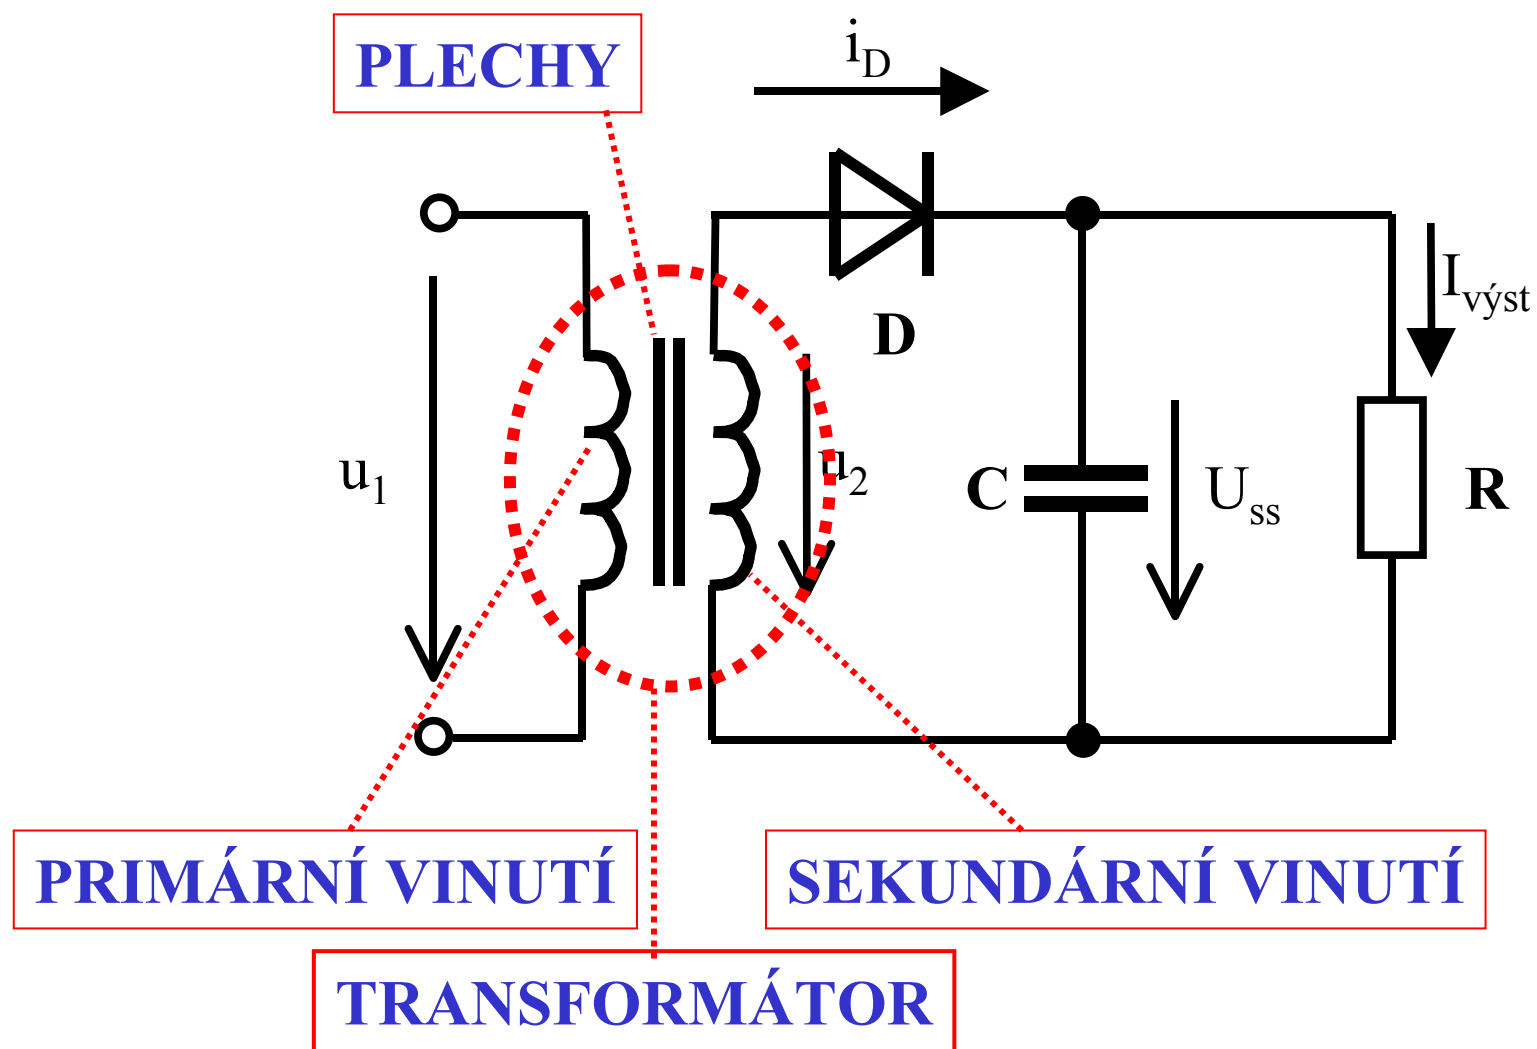 PLECHY
iD
Ivýst
D
u1
u2
C
Uss
R
PRIMÁRNÍ VINUTÍ
SEKUNDÁRNÍ VINUTÍ
TRANSFORMÁTOR